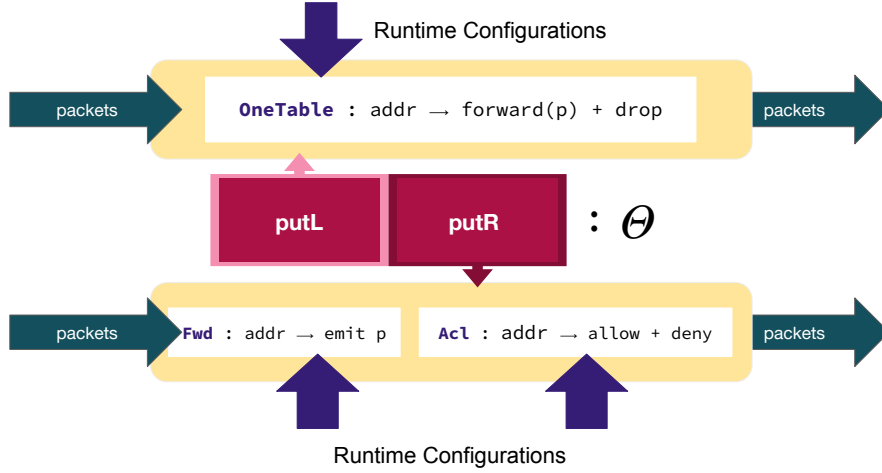 Runtime Configurations
packets
OneTable : addr → forward(p) + drop
packets
putL
putR
: Θ
packets
Fwd : addr → emit p
Acl : addr → allow + deny
packets
Runtime Configurations